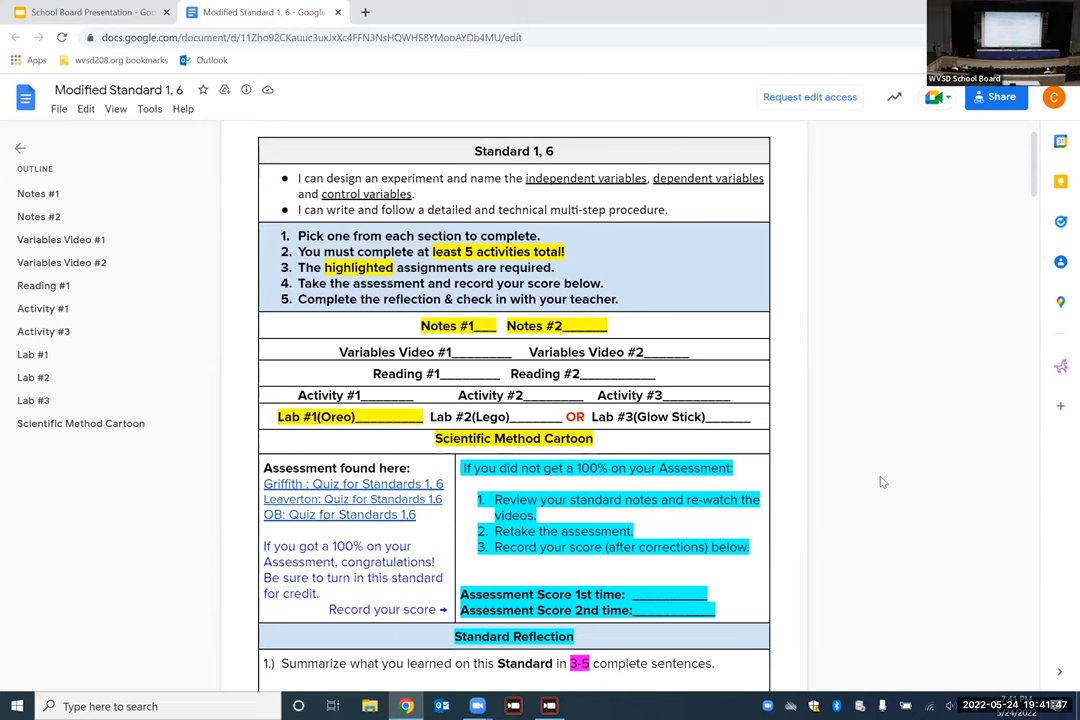 School Board Presentation - Goo
Modified Standard 1, 6 - Google
docs.google.com/document/d/11Zho92CKauuc3uxJxXc4FFN3NsHQWHS8YMooAYDb4MU/edit
Apps
wvsd208.org bookmarks
Outlook
WVSD School Board
Modified Standard 1, 6
File Edit View Tools Help
Request edit access
Share
C
OUTLINE
Notes #1
Notes #2
Variables Video #1
Variables Video #2
Reading #1
Activity #1
Activity #3
Lab #1
Lab #2
Lab #3
Scientific Method Cartoon
Standard 1, 6
● I can design an experiment and name the independent variables, dependent variables
and control variables.
● I can write and follow a detailed and technical multi-step procedure.
1. Pick one from each section to complete.
2. You must complete at least 5 activities total!
3. The highlighted assignments are required.
4. Take the assessment and record your score below.
5. Complete the reflection & check in with your teacher.
Notes #1___ Notes #2______
Variables Video #1________ Variables Video #2______
Reading #1________ Reading #2__________
Activity #1_______ Activity #2________ Activity #3_________
Lab #1(Oreo)_________ Lab #2(Lego)_______ OR Lab #3(Glow Stick)______
Scientific Method Cartoon
Assessment found here:
Griffith : Quiz for Standards 1, 6
Leaverton: Quiz for Standards 1,6
OB: Quiz for Standards 1,6
If you got a 100% on your
Assessment, congratulations!
Be sure to turn in this standard
for credit.
Record your score →
If you did not get a 100% on your Assessment:
1. Review your standard notes and re-watch the
videos.
2. Retake the assessment.
3. Record your score (after corrections) below.
Assessment Score 1st time: __________
Assessment Score 2nd time:___________
Standard Reflection
1.) Summarize what you learned on this Standard in 3-5 complete sentences.
Type here to search
7:41 PM
5/24/2022
2022-05-24 19:41:47